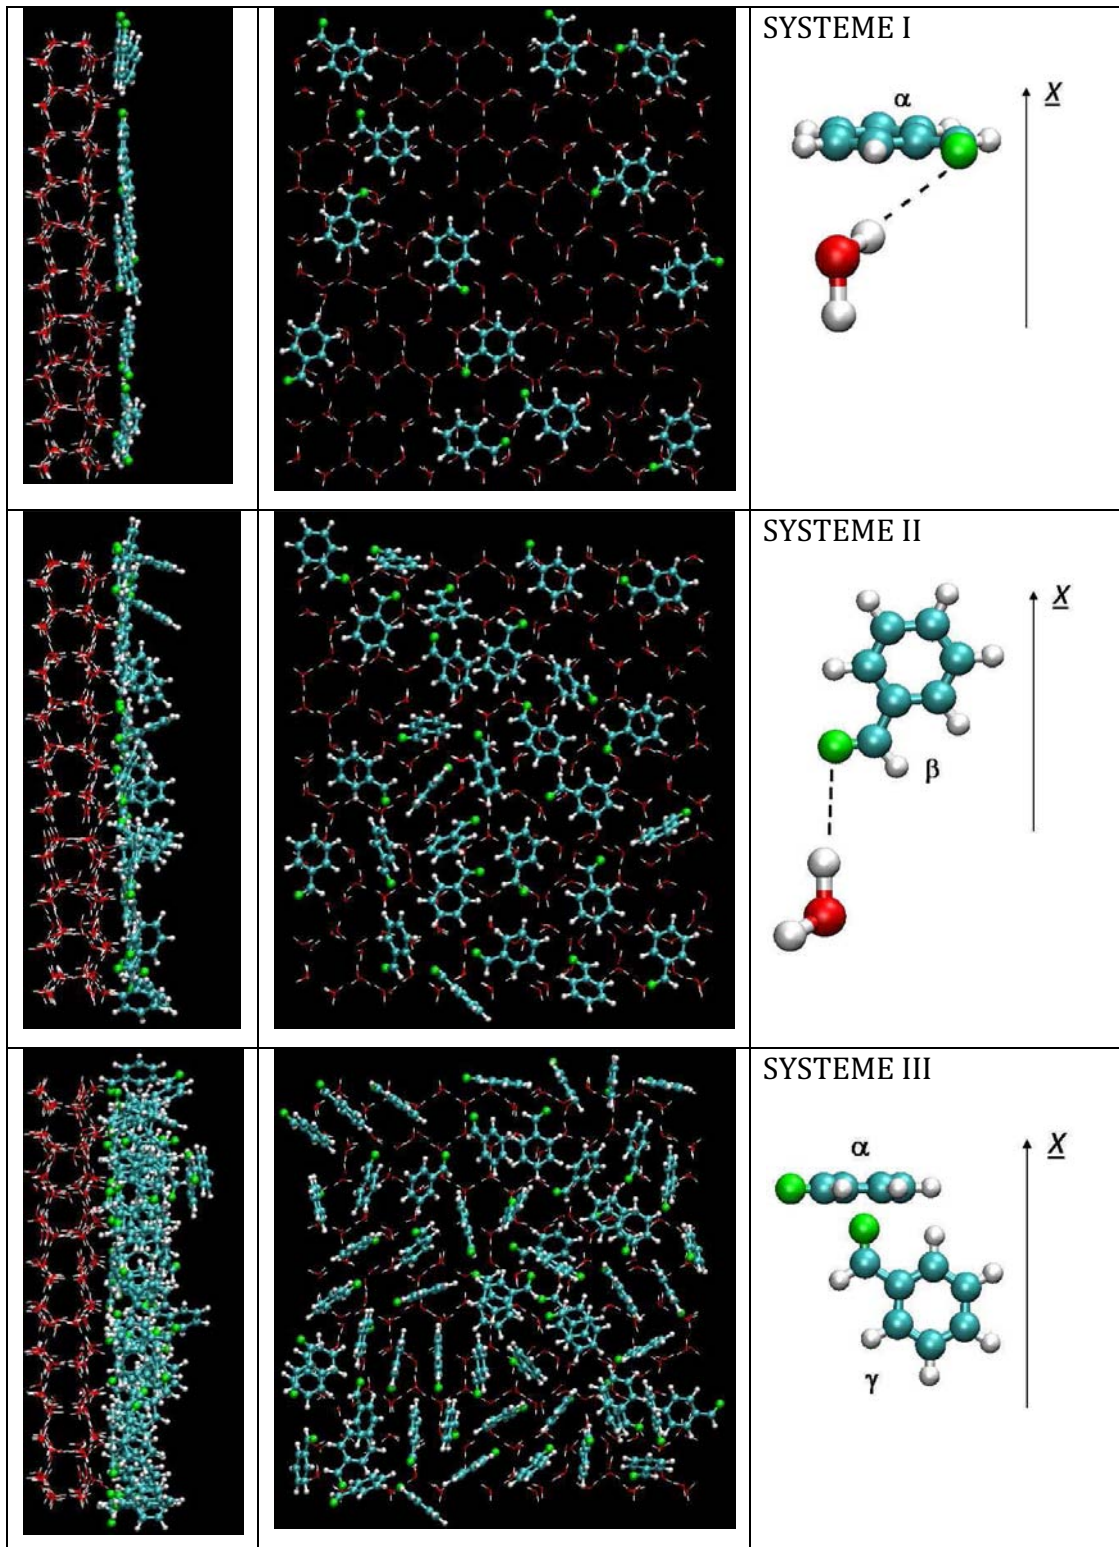 SYSTEME I
α
X
SYSTEME II
X
β
SYSTEME III
α
X
γ